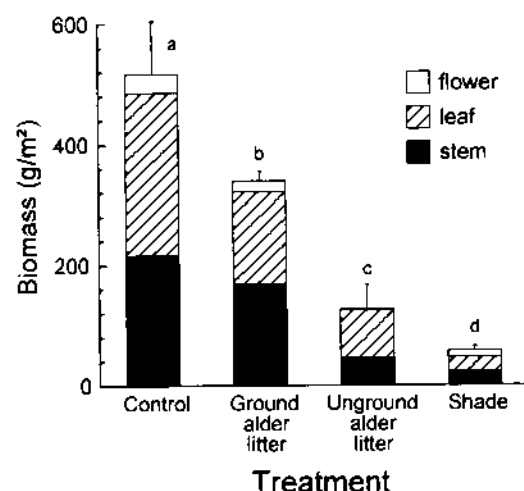 600
400
200
0
Biomass (g/m²)
a
b
c
d
flower
leaf
stem
Control
Ground
alder
litter
Unground
alder
litter
Shade
Treatment